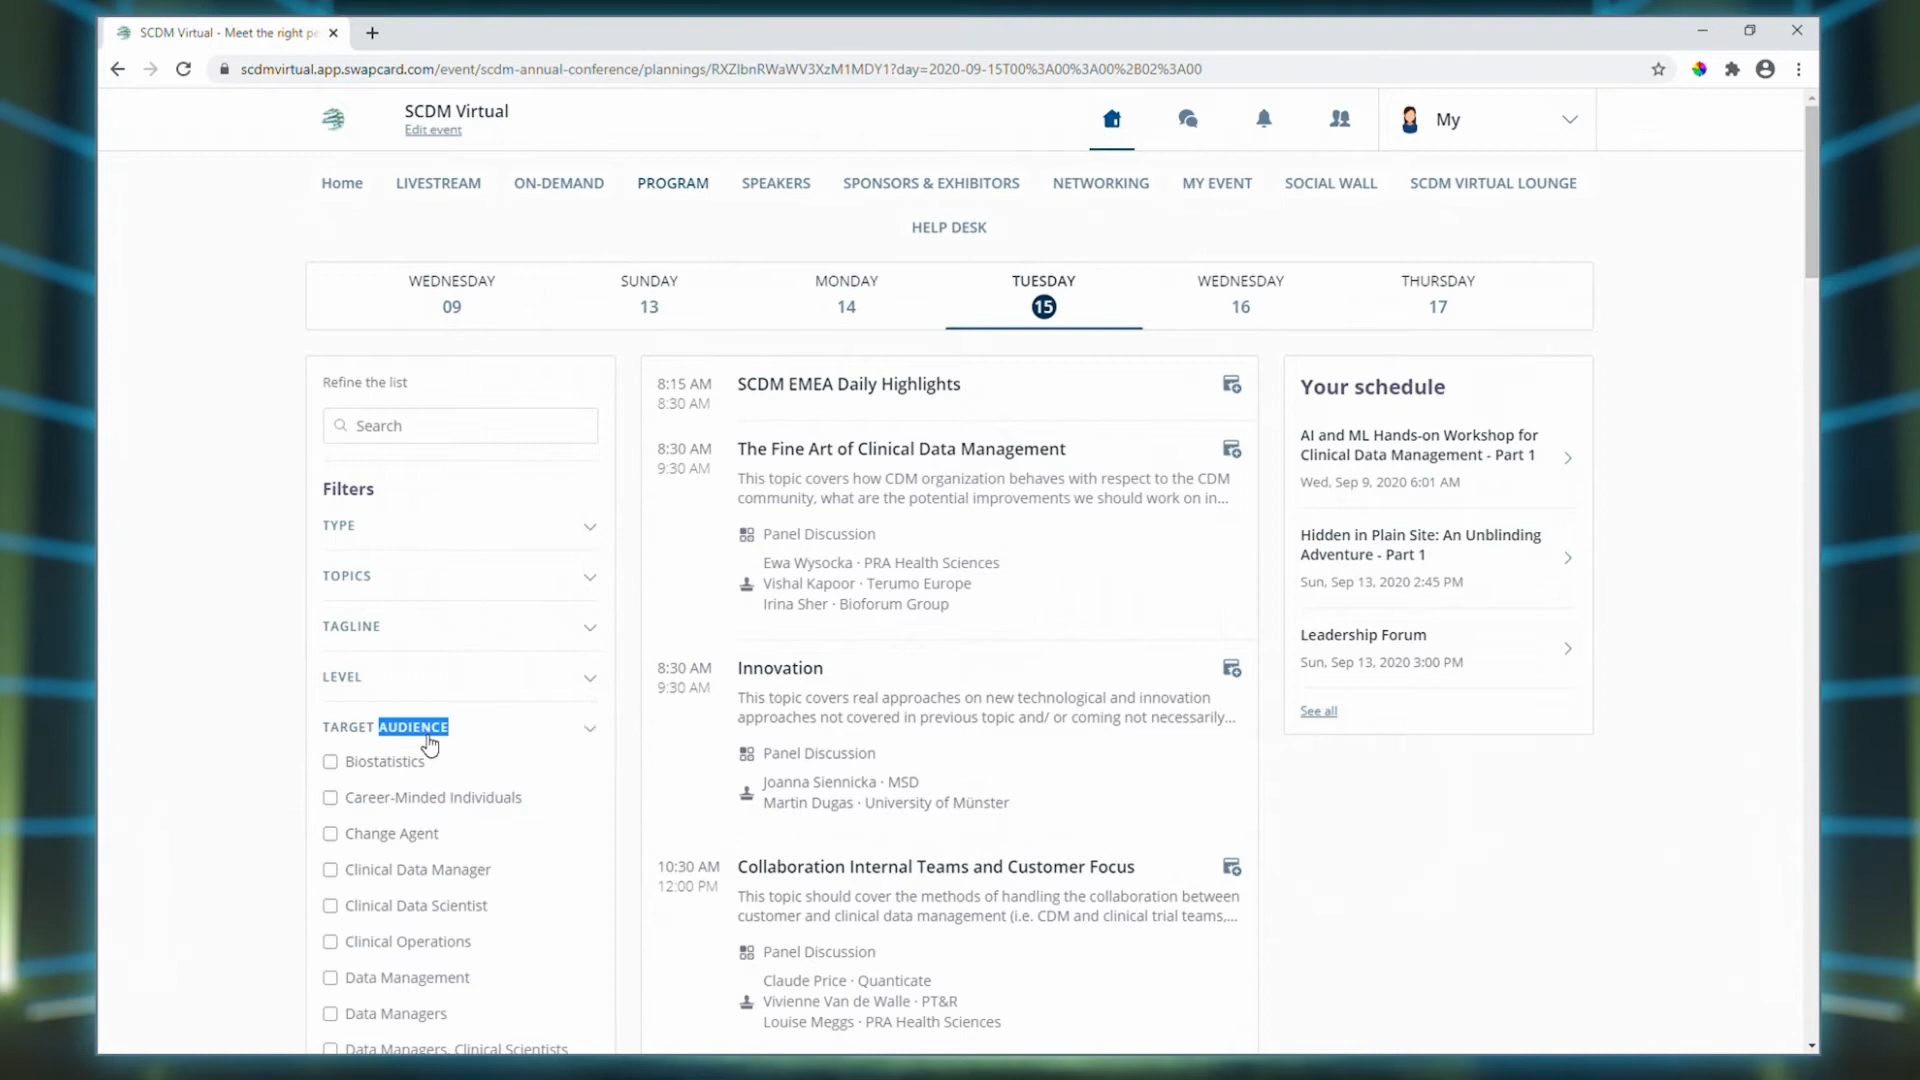 SCDM Virtual - Meet the right pe
scdmvirtual.app.swapcard.com/event/scdm-annual-conference/plannings/RXZlbnRWaWV3XzM1MDY1?day=2020-09-15T00%3A00%3A00%2B02%3A00
SCDM Virtual
Edit event
My
Home LIVESTREAM ON-DEMAND PROGRAM SPEAKERS SPONSORS & EXHIBITORS NETWORKING MY EVENT SOCIAL WALL SCDM VIRTUAL LOUNGE
HELP DESK
WEDNESDAY SUNDAY MONDAY TUESDAY WEDNESDAY THURSDAY
09 13 14 15 16 17
Refine the list
Search
Filters
TYPE
TOPICS
TAGLINE
LEVEL
TARGET AUDIENCE
Biostatistics
Career-Minded Individuals
Change Agent
Clinical Data Manager
Clinical Data Scientist
Clinical Operations
Data Management
Data Managers
Data Managers, Clinical Scientists
8:15 AM SCDM EMEA Daily Highlights
8:30 AM
8:30 AM The Fine Art of Clinical Data Management
9:30 AM
This topic covers how CDM organization behaves with respect to the CDM
community, what are the potential improvements we should work on in...
Panel Discussion
Ewa Wysocka · PRA Health Sciences
Vishal Kapoor · Terumo Europe
Irina Sher · Bioforum Group
8:30 AM Innovation
9:30 AM
This topic covers real approaches on new technological and innovation
approaches not covered in previous topic and/ or coming not necessarily...
Panel Discussion
Joanna Siennicka · MSD
Martin Dugas · University of Münster
10:30 AM Collaboration Internal Teams and Customer Focus
12:00 PM
This topic should cover the methods of handling the collaboration between
customer and clinical data management (i.e. CDM and clinical trial teams,...
Panel Discussion
Claude Price · Quanticate
Vivienne Van de Walle · PT&R
Louise Meggs · PRA Health Sciences
Your schedule
AI and ML Hands-on Workshop for
Clinical Data Management - Part 1
Wed, Sep 9, 2020 6:01 AM
Hidden in Plain Site: An Unblinding
Adventure - Part 1
Sun, Sep 13, 2020 2:45 PM
Leadership Forum
Sun, Sep 13, 2020 3:00 PM
See all